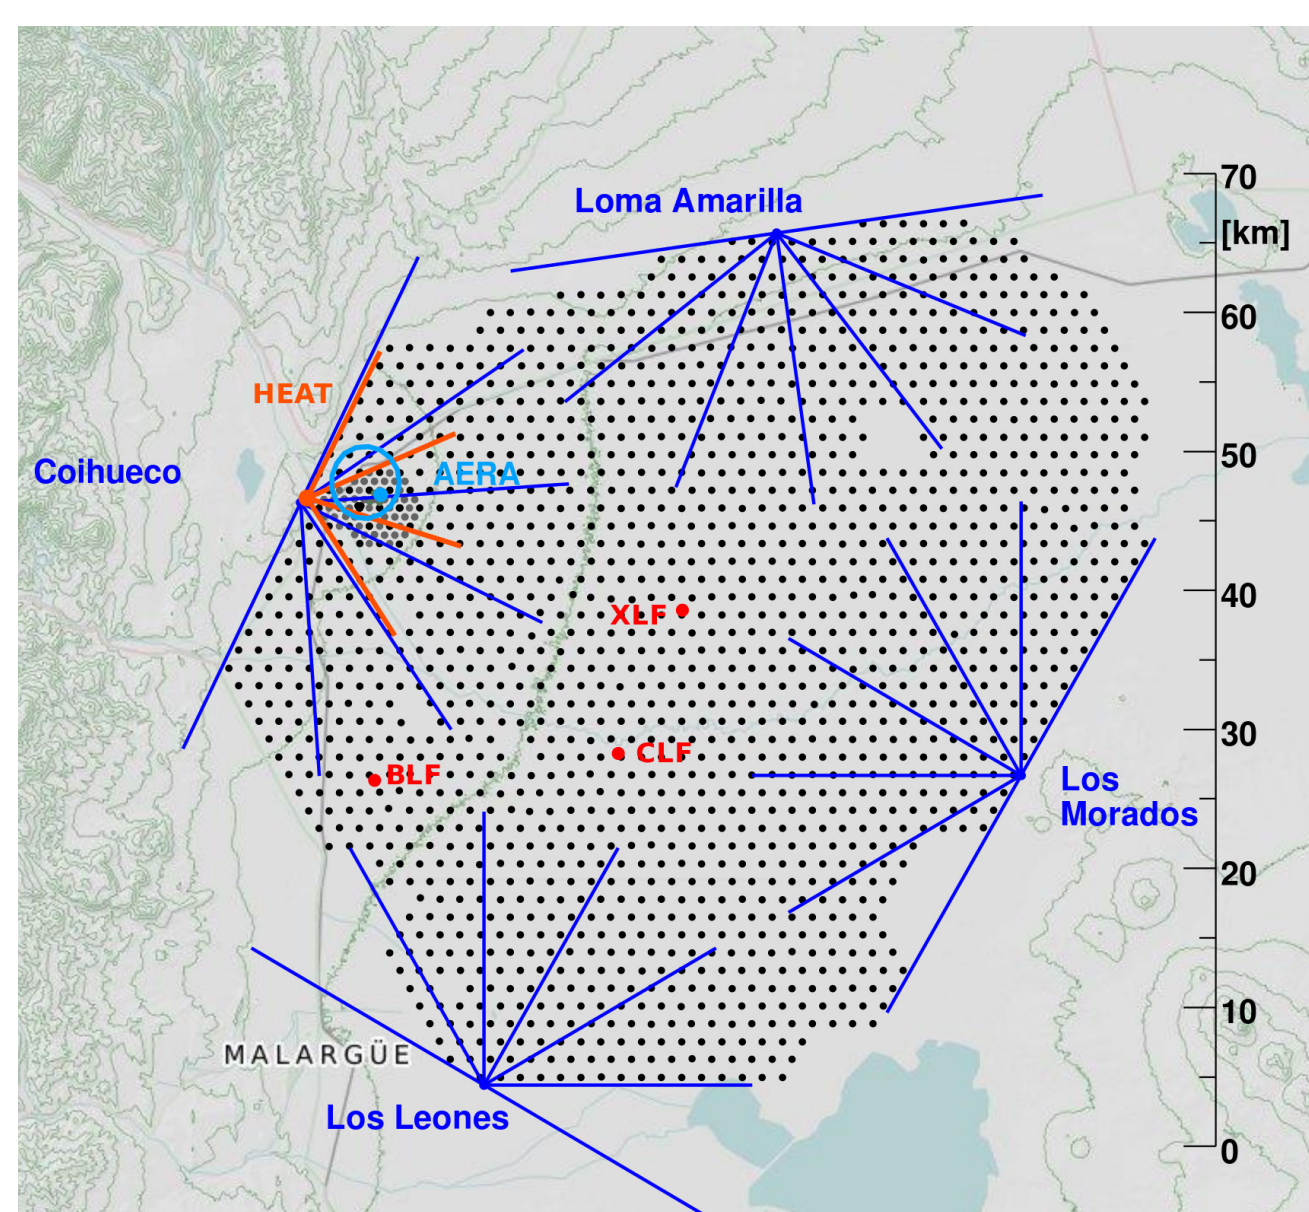 70
Loma Amarilla
[km]
60
HEAT
50
Coihueco
AERA
40
XLF
30
CLF
BLF
Los
Morados
20
10
MALARGÜE
Los Leones
0